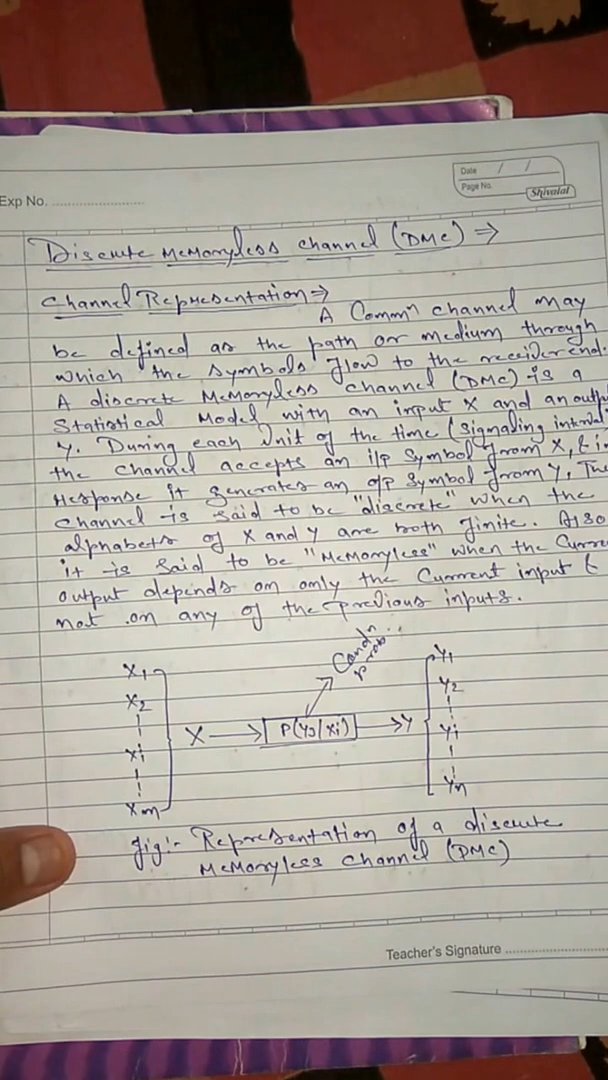 Date / /
Page No.
Shivalal
Exp No.
Discrete Memoryless channel (DMC) →
Channel Representation →
A Commn channel may
be defined as the path or medium through
which the symbols flow to the receiver end.
A discrete Memoryless Channel (DMC) is a
Statistical Model with an input X and an outpu
Y. During each Unit of the time (signaling interval
the channel accepts an i/p symbol from X, & in
response it generates an o/p symbol from Y. The
channel is said to be "discrete" when the
alphabets of X and Y are both finite. Also
it is said to be "Memoryless" when the Curre
output depends on only the Current input &
not on any of the previous inputs.
Condn prob..
X1 Y1
X2 Y2
X → P(Yj/Xi) → Y
Xi Yi
Xm Yn
fig:- Representation of a discrete
Memoryless channel (DMC)
Teacher's Signature